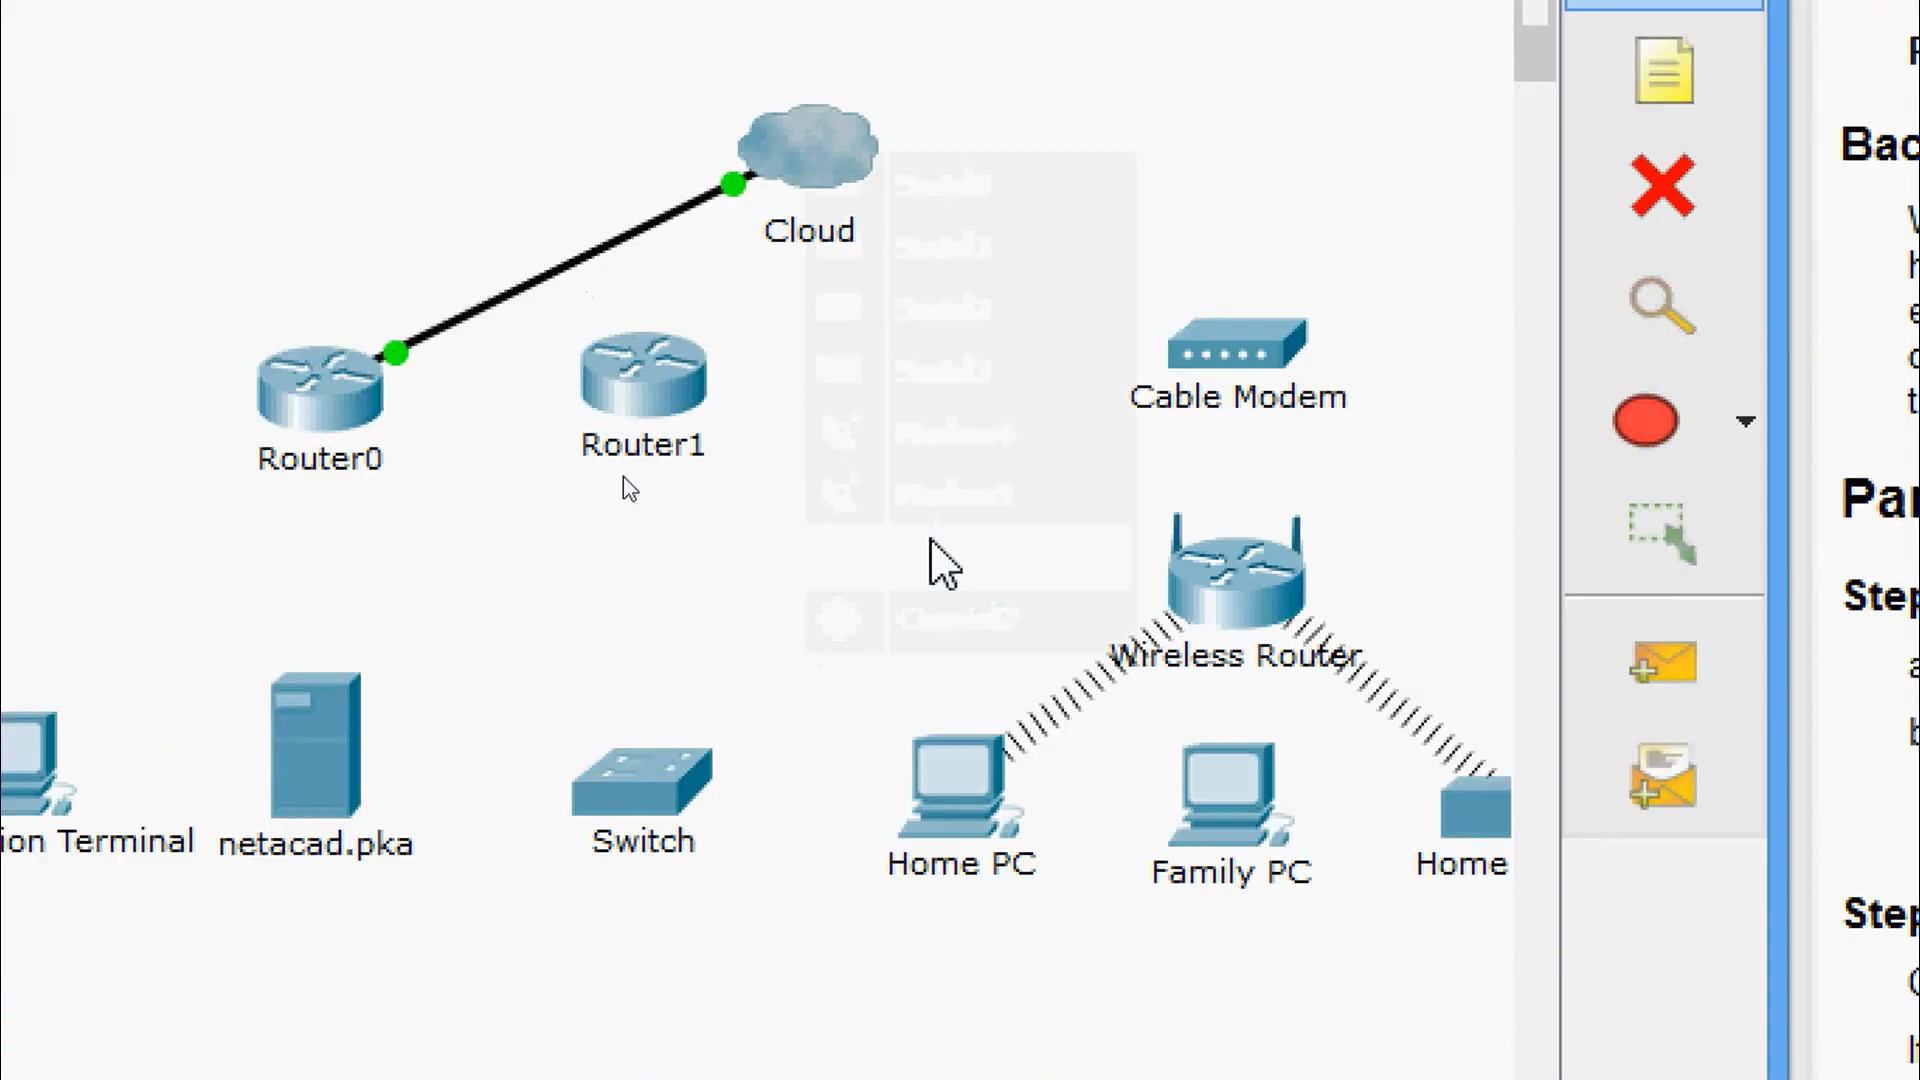 Cloud
Router0
Router1
Cable Modem
Wireless Router
ion Terminal
netacad.pka
Switch
Home PC
Family PC
Home
Bac
Par
Step
Step